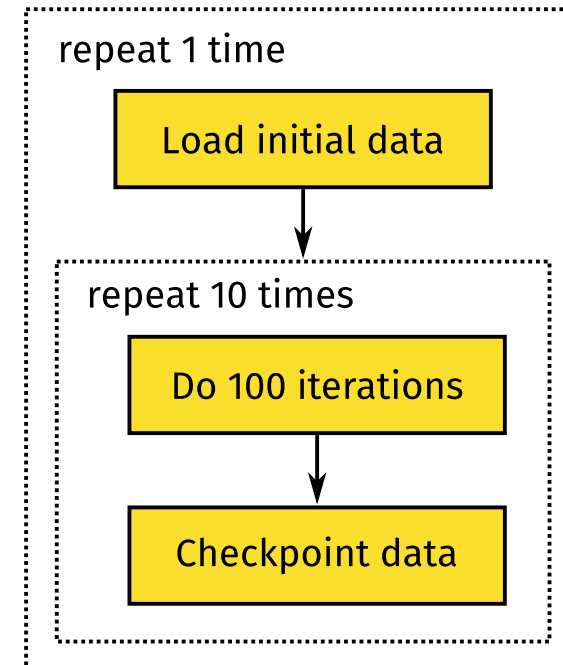 repeat 1 time
Load initial data
repeat 10 times
Do 100 iterations
Checkpoint data